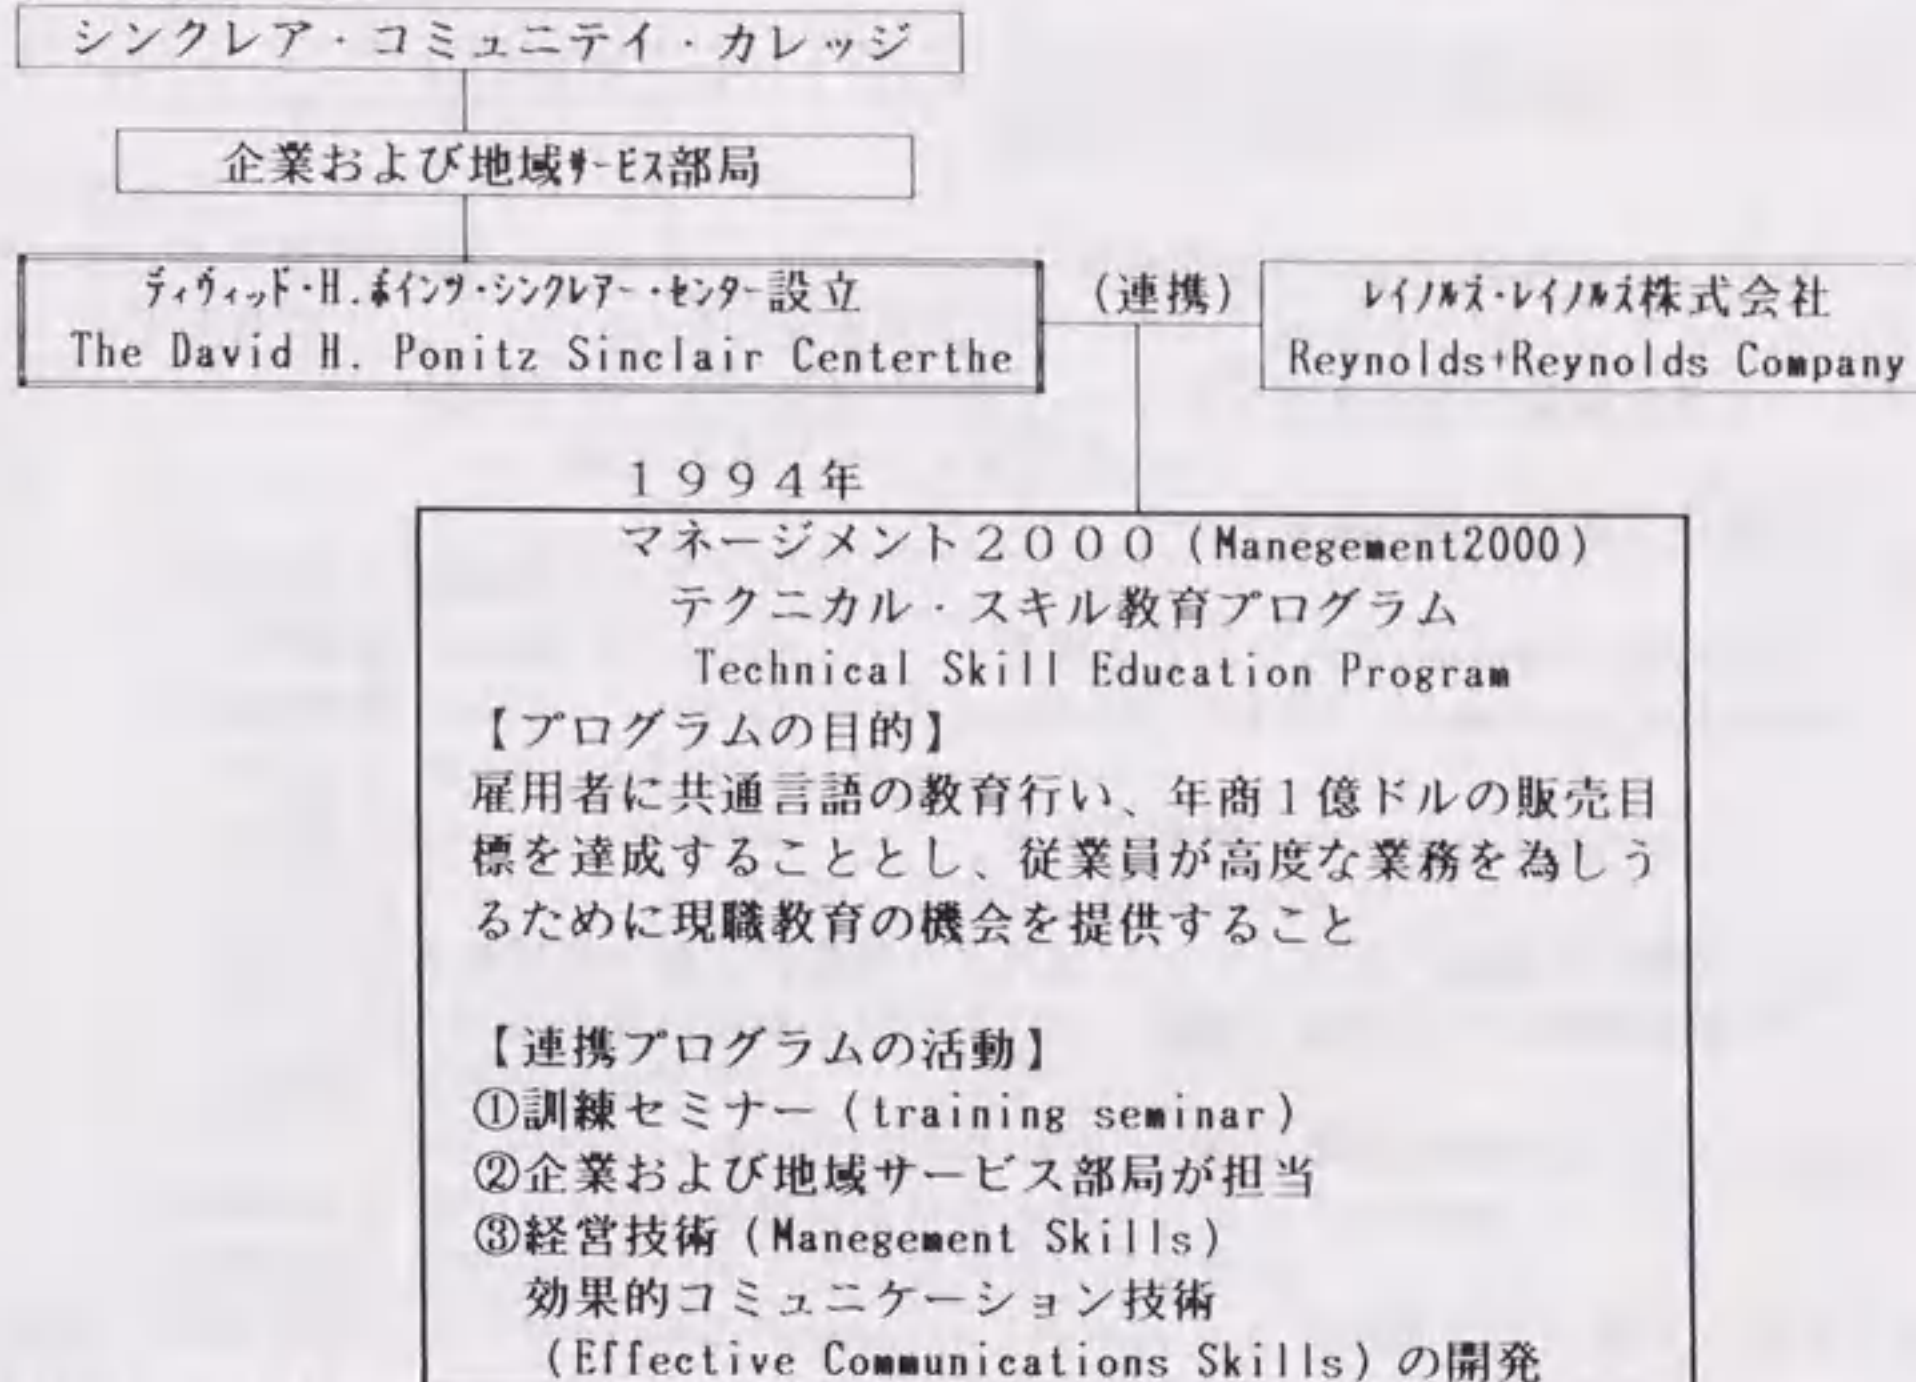 シンクレア・コミュニテイ・カレッジ
企業および地域ｻｰﾋﾞｽ部局
ディヴィッド・H.ポインツ・シンクレアー・センター設立
The David H. Ponitz Sinclair Centerthe
（連携）
レイノルズ・レイノルズ株式会社
Reynolds+Reynolds Company
１９９４年
マネージメント２０００（Manegement2000）
テクニカル・スキル教育プログラム
Technical Skill Education Program
【プログラムの目的】
雇用者に共通言語の教育行い、年商１億ドルの販売目
標を達成することとし、従業員が高度な業務を為しう
るために現職教育の機会を提供すること
【連携プログラムの活動】
①訓練セミナー（training seminar）
②企業および地域サービス部局が担当
③経営技術（Manegement Skills）
効果的コミュニケーション技術
（Effective Communications Skills）の開発